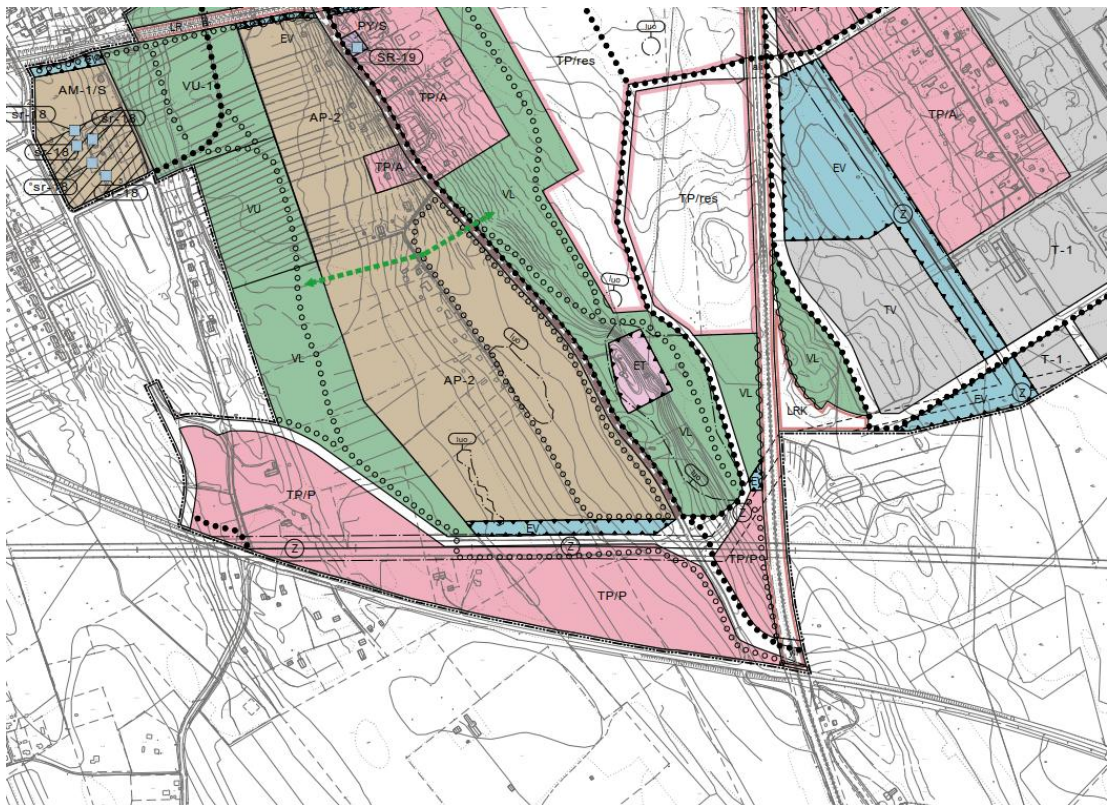 LR
EV
PY/S
SR-19
TP/res
luo
EV
TP/A
AM-1/S
VU-1
sr-18
sr-18
sr-18
sr-18
sr-18
AP-2
TP/A
TP/A
VL
VU
TP/res
Z
T-1
luo
VL
TV
luo
AP-2
ET
VL
VL
T-1
EV
Z
LRK
VL
luo
luo
TP/P
EV
Z
Z
Z
TP/P
TP/P